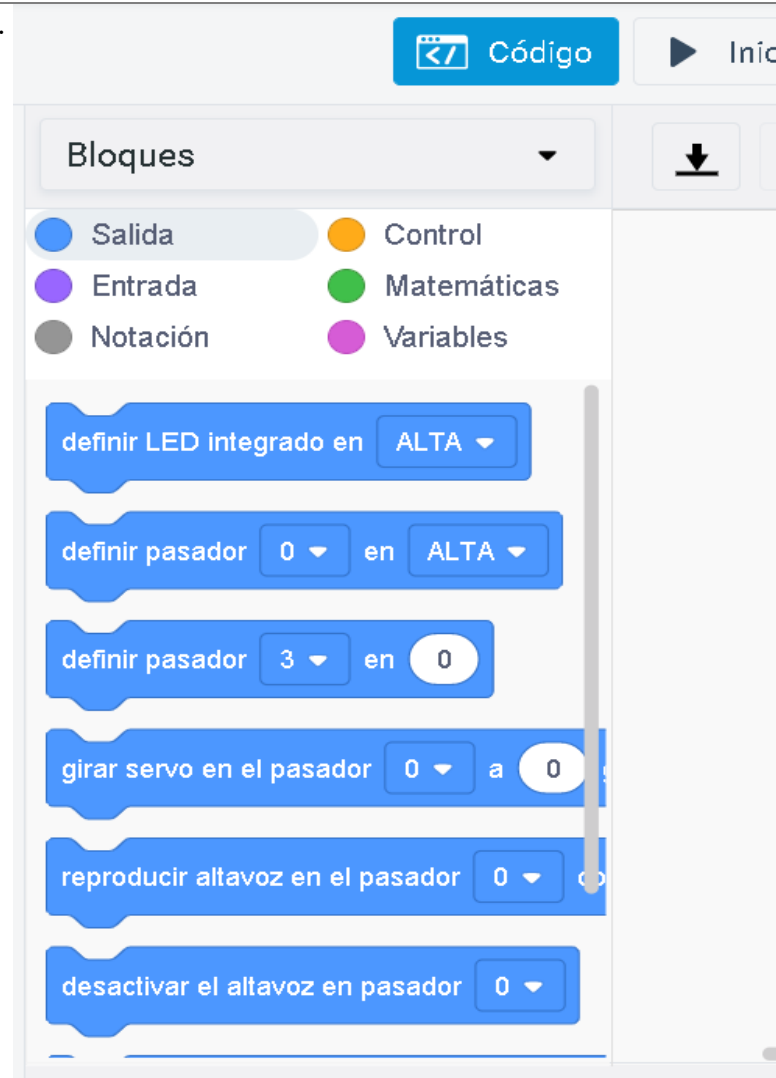 Código Iníc
Bloques
Salida Control
Entrada Matemáticas
Notación Variables
definir LED integrado en ALTA
definir pasador 0 en ALTA
definir pasador 3 en 0
girar servo en el pasador 0 a 0
reproducir altavoz en el pasador 0
desactivar el altavoz en pasador 0